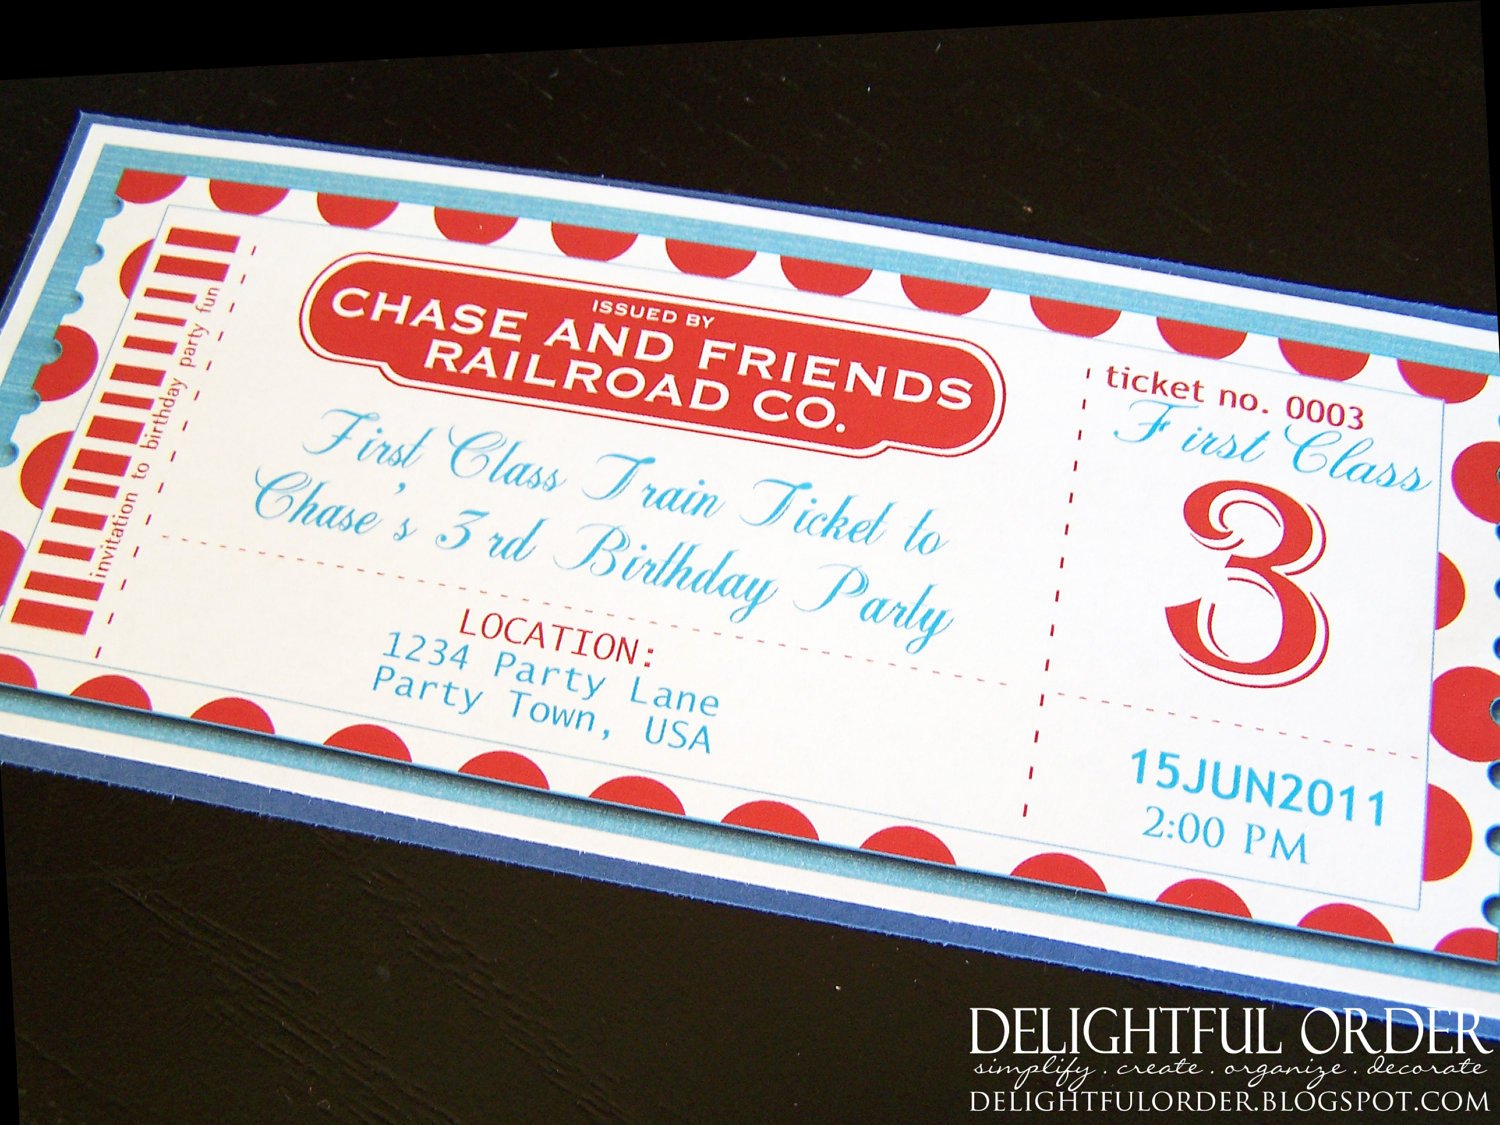 invitation to birthday party fun
ISSUED BY
CHASE AND FRIENDS
RAILROAD CO.
First Class Train Ticket to
Chase's 3rd Birthday Party
LOCATION:
1234 Party Lane
Party Town, USA
ticket no. 0003
First Class
3
15JUN2011
2:00 PM
DELIGHTFUL ORDER
simplify . create . organize . decorate
DELIGHTFULORDER.BLOGSPOT.COM